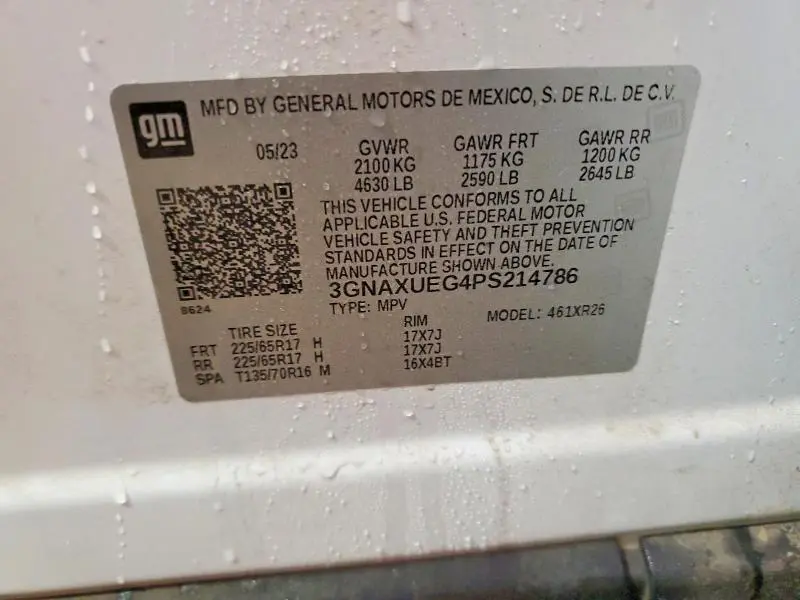 gm
MFD BY GENERAL MOTORS DE MEXICO, S. DE R.L. DE C.V.
05/23
GVWR
2100 KG
4630 LB
GAWR FRT
1175 KG
2590 LB
GAWR RR
1200 KG
2645 LB
THIS VEHICLE CONFORMS TO ALL
APPLICABLE U.S. FEDERAL MOTOR
VEHICLE SAFETY AND THEFT PREVENTION
STANDARDS IN EFFECT ON THE DATE OF
MANUFACTURE SHOWN ABOVE.
3GNAXUEG4PS214786
TYPE: MPV
MODEL: 461XR26
8624
TIRE SIZE RIM
FRT 225/65R17 H 17X7J
RR 225/65R17 H 17X7J
SPA T135/70R16 M 16X4BT